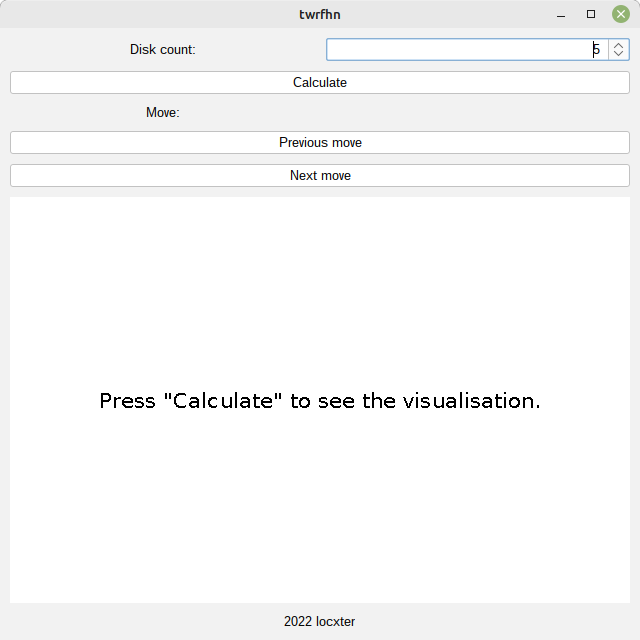 twrfhn
Disk count: 5
Calculate
Move:
Previous move
Next move
Press "Calculate" to see the visualisation.
2022 locxter